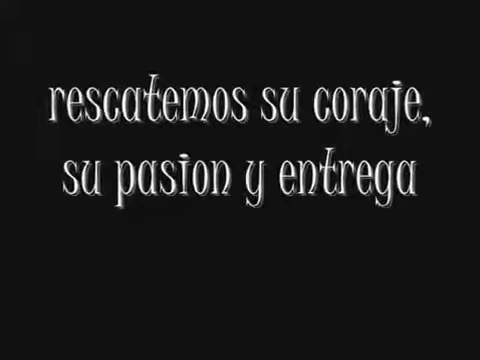 rescatemos su coraje,
su pasion y entrega